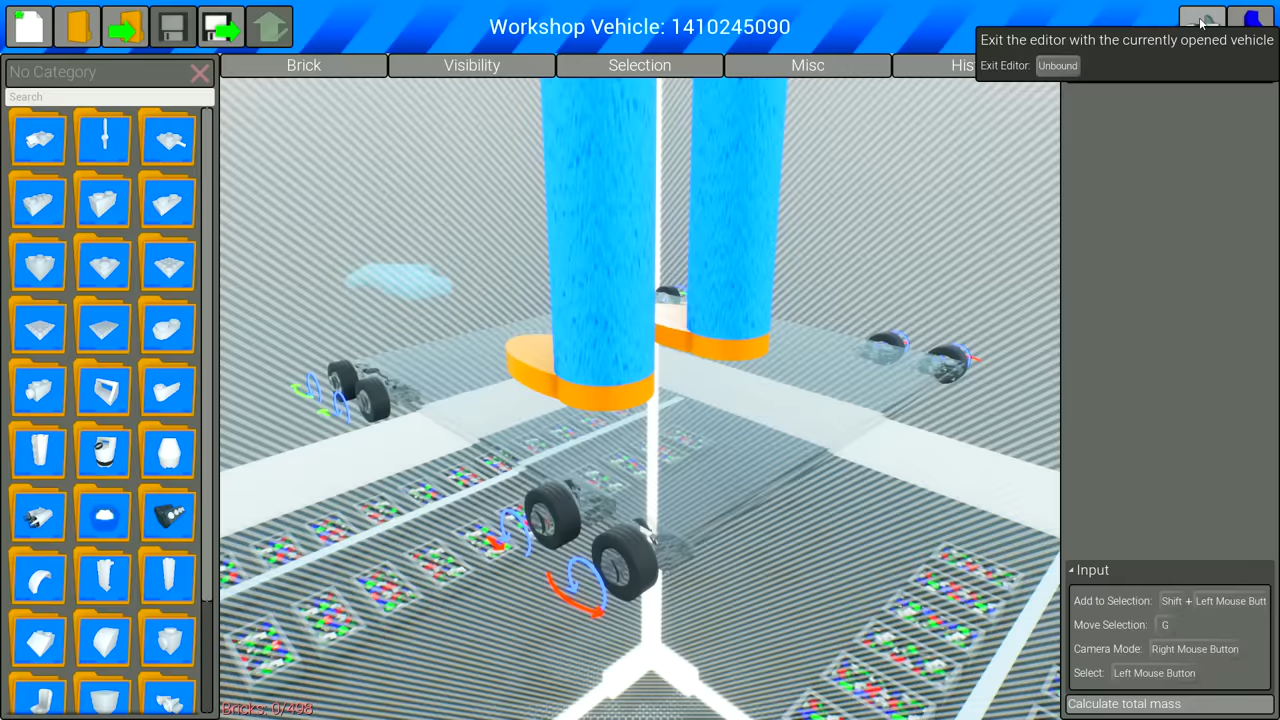 Workshop Vehicle: 1410245090
Exit the editor with the currently opened vehicle
Exit Editor: Unbound
No Category
Search
Brick
Visibility
Selection
Misc
His
Input
Add to Selection: Shift + Left Mouse Butt
Move Selection: G
Camera Mode: Right Mouse Button
Select: Left Mouse Button
Calculate total mass
Bricks: 0/498